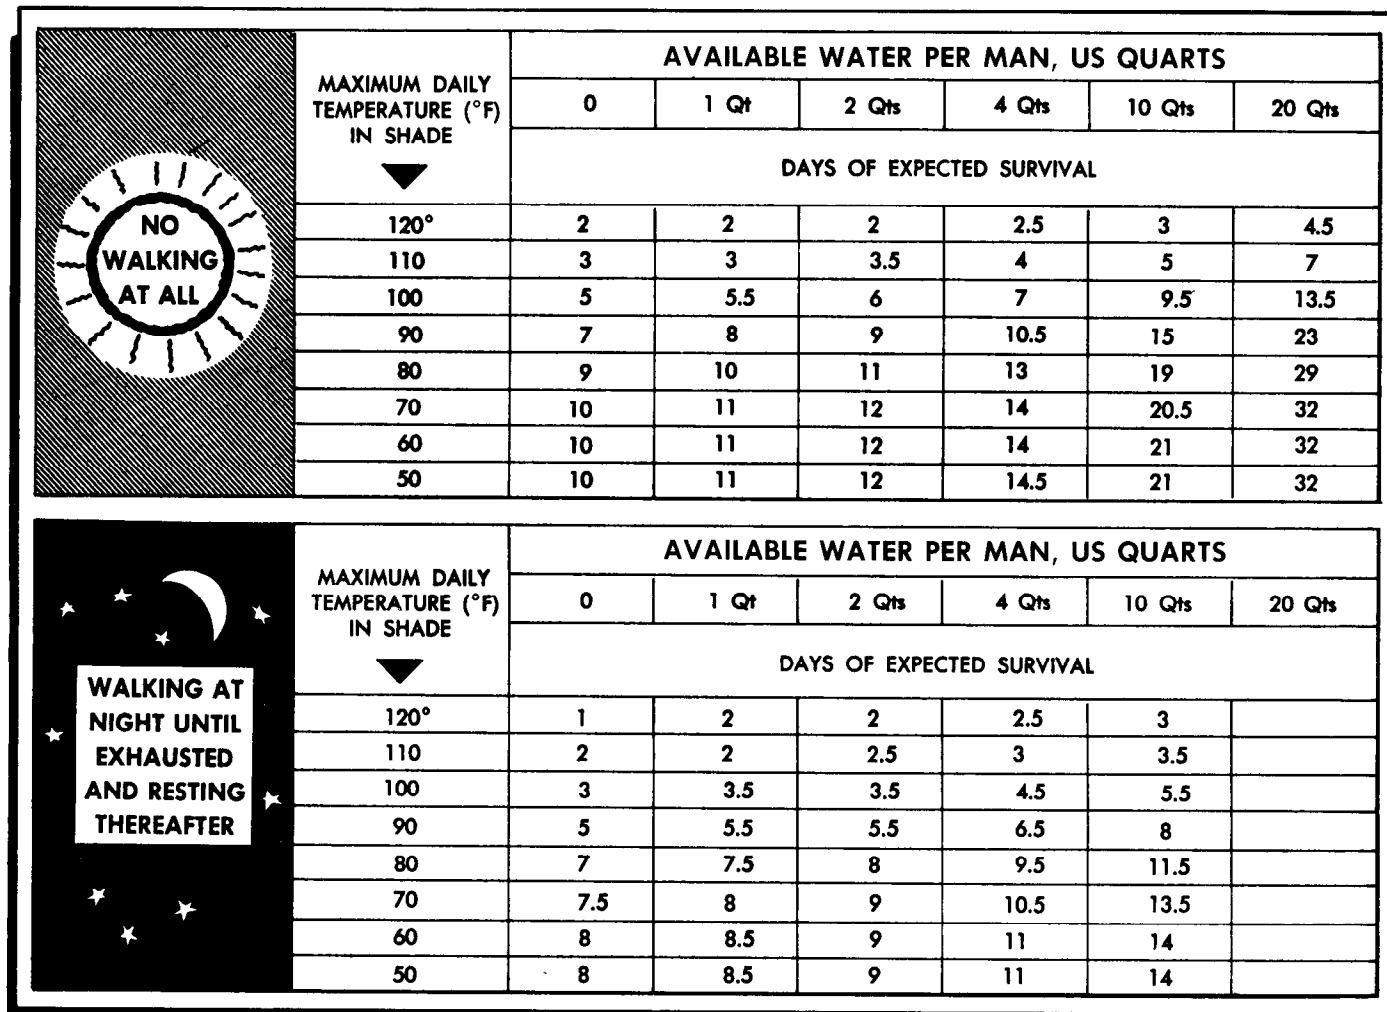 NO
WALKING
AT ALL
MAXIMUM DAILY
TEMPERATURE (°F)
IN SHADE
AVAILABLE WATER PER MAN, US QUARTS
0 1 Qt 2 Qts 4 Qts 10 Qts 20 Qts
DAYS OF EXPECTED SURVIVAL
120° 2 2 2 2.5 3 4.5
110 3 3 3.5 4 5 7
100 5 5.5 6 7 9.5 13.5
90 7 8 9 10.5 15 23
80 9 10 11 13 19 29
70 10 11 12 14 20.5 32
60 10 11 12 14 21 32
50 10 11 12 14.5 21 32
WALKING AT
NIGHT UNTIL
EXHAUSTED
AND RESTING
THEREAFTER
MAXIMUM DAILY
TEMPERATURE (°F)
IN SHADE
AVAILABLE WATER PER MAN, US QUARTS
0 1 Qt 2 Qts 4 Qts 10 Qts 20 Qts
DAYS OF EXPECTED SURVIVAL
120° 1 2 2 2.5 3
110 2 2 2.5 3 3.5
100 3 3.5 3.5 4.5 5.5
90 5 5.5 5.5 6.5 8
80 7 7.5 8 9.5 11.5
70 7.5 8 9 10.5 13.5
60 8 8.5 9 11 14
50 8 8.5 9 11 14